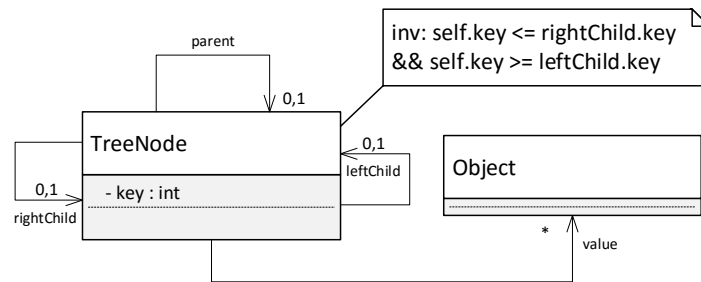 inv: self.key <= rightChild.key
&& self.key >= leftChild.key
parent
0,1
TreeNode
0,1
leftChild
Object
- key : int
0,1
rightChild
*
value